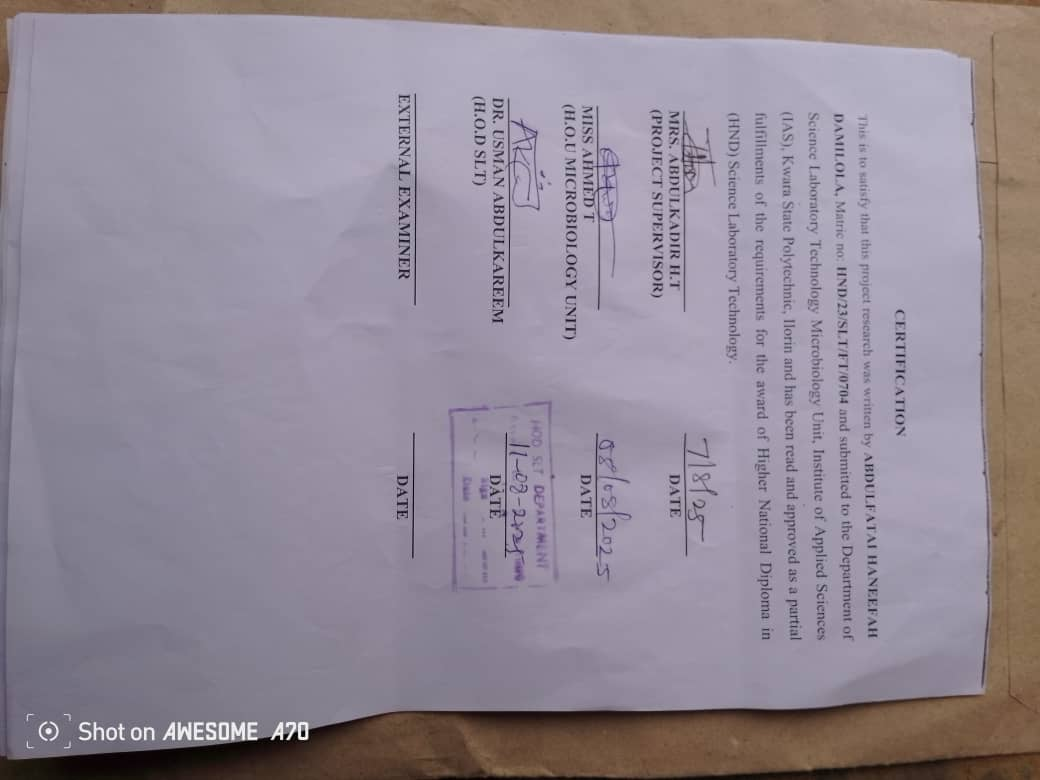 CERTIFICATION
This is to satisfy that this project research was written by ABDULFATAI HANEEFAH
DAMILOLA, Matric no: HND/23/SLT/FT/0704 and submitted to the Department of
Science Laboratory Technology Microbiology Unit, Institute of Applied Sciences
(IAS), Kwara State Polytechnic, Ilorin and has been read and approved as a partial
fulfillments of the requirements for the award of Higher National Diploma in
(HND) Science Laboratory Technology.
7/8/25
MRS. ABDULKADIR H.T DATE
(PROJECT SUPERVISOR)
08/08/2025
MISS AHMED T DATE
(H.O.U MICROBIOLOGY UNIT)
HOD SLT DEPARTMENT
11-08-2025
DR. USMAN ABDULKAREEM DATE
(H.O.D SLT)
Sign
Date
EXTERNAL EXAMINER DATE
Shot on AWESOME A70